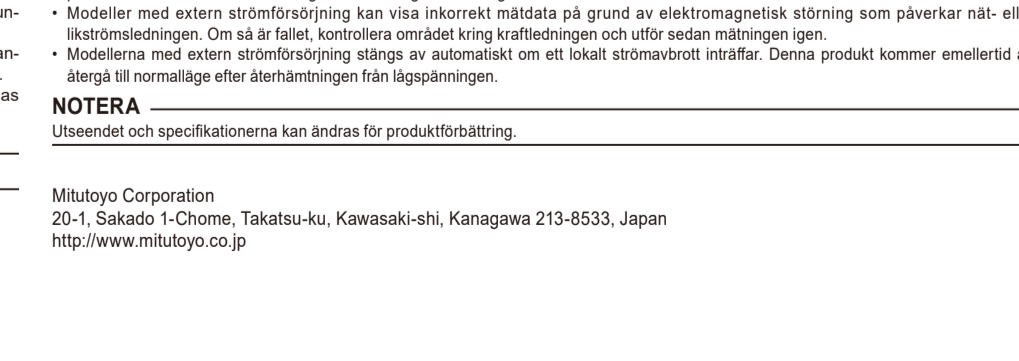 un-
• Modeller med extern strömförsörjning kan visa inkorrekt mätdata på grund av elektromagnetisk störning som påverkar nät- ell
likströmsledningen. Om så är fallet, kontrollera området kring kraftledningen och utför sedan mätningen igen.
an-
• Modellerna med extern strömförsörjning stängs av automatiskt om ett lokalt strömavbrott inträffar. Denna produkt kommer emellertid
återgå till normalläge efter återhämtningen från lågspänningen.
as
NOTERA
Utseendet och specifikationerna kan ändras för produktförbättring.
Mitutoyo Corporation
20-1, Sakado 1-Chome, Takatsu-ku, Kawasaki-shi, Kanagawa 213-8533, Japan
http://www.mitutoyo.co.jp